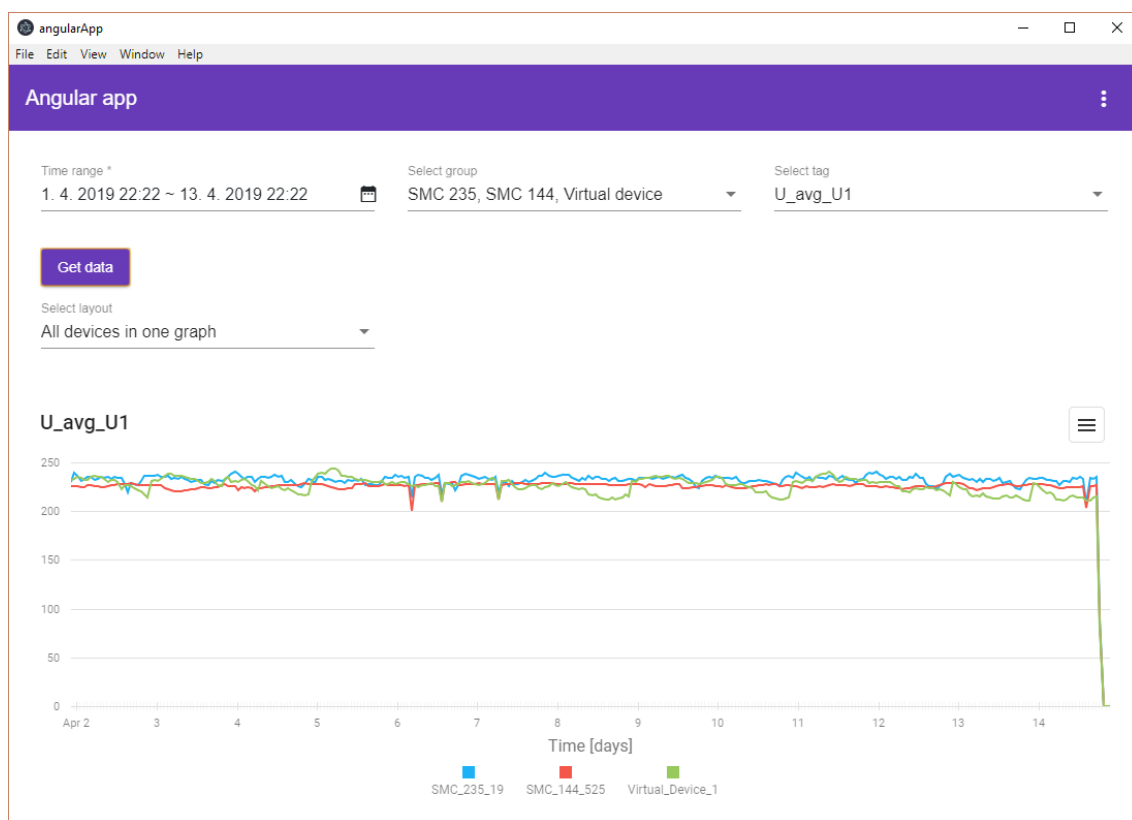 angularApp
File Edit View Window Help
Angular app
Time range *
1. 4. 2019 22:22 ~ 13. 4. 2019 22:22
Select group
SMC 235, SMC 144, Virtual device
Select tag
U_avg_U1
Get data
Select layout
All devices in one graph
U_avg_U1
250
200
150
100
50
0
Apr 2 3 4 5 6 7 8 9 10 11 12 13 14
Time [days]
SMC_235_19 SMC_144_525 Virtual_Device_1